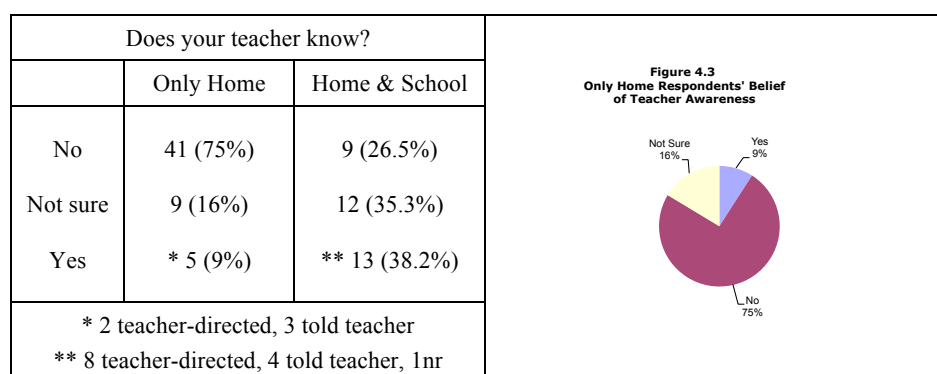 Does your teacher know?
Only Home Home & School
No 41 (75%) 9 (26.5%)
Not sure 9 (16%) 12 (35.3%)
Yes * 5 (9%) ** 13 (38.2%)
* 2 teacher-directed, 3 told teacher
** 8 teacher-directed, 4 told teacher, 1nr
Figure 4.3
Only Home Respondents' Belief
of Teacher Awareness
Not Sure
16%
Yes
9%
No
75%